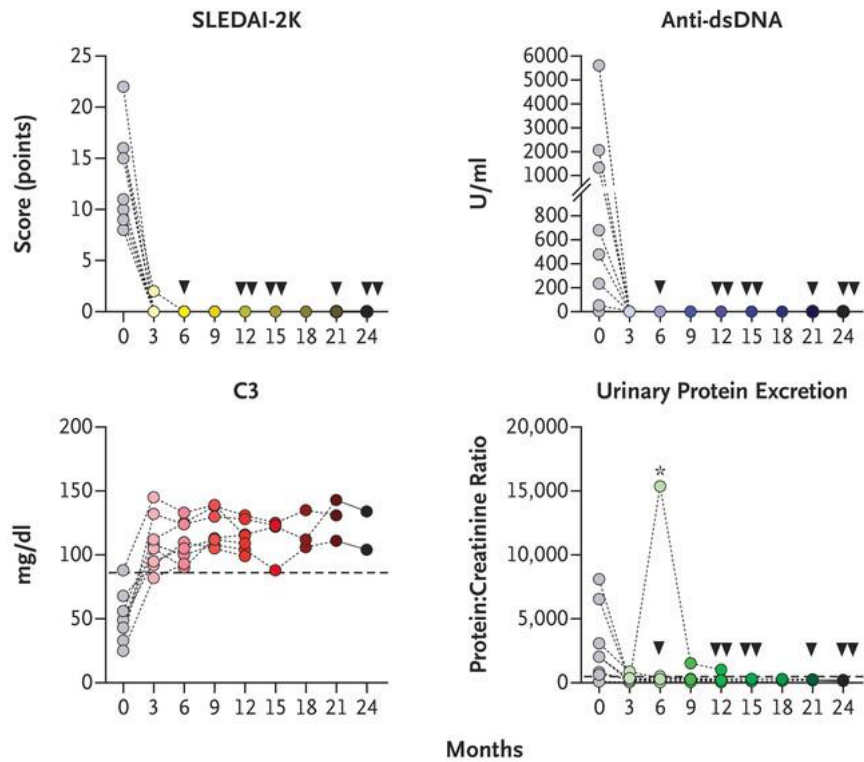 SLEDAI-2K
Score (points)
25
20
15
10
5
0
0 3 6 9 12 15 18 21 24
Anti-dsDNA
U/ml
6000
5000
4000
3000
2000
1000
800
600
400
200
0
0 3 6 9 12 15 18 21 24
C3
mg/dl
200
150
100
50
0
0 3 6 9 12 15 18 21 24
Urinary Protein Excretion
Protein:Creatinine Ratio
20,000
15,000
10,000
5,000
0
*
0 3 6 9 12 15 18 21 24
Months